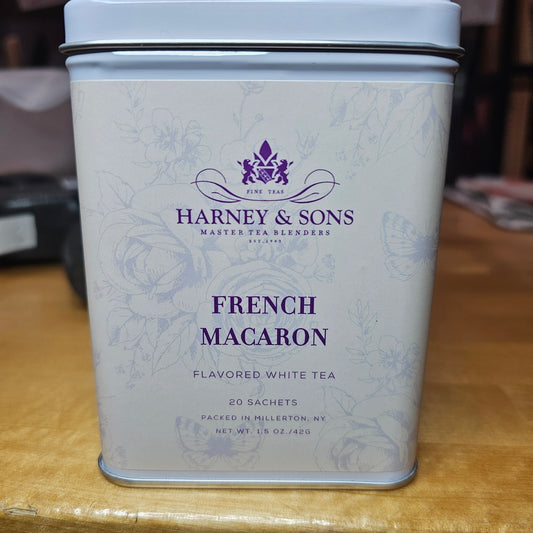 FINE TEAS
HARNEY & SONS
MASTER TEA BLENDERS
EST. 1983
FRENCH
MACARON
FLAVORED WHITE TEA
20 SACHETS
PACKED IN MILLERTON, NY
NET WT. 1.5 OZ./42G